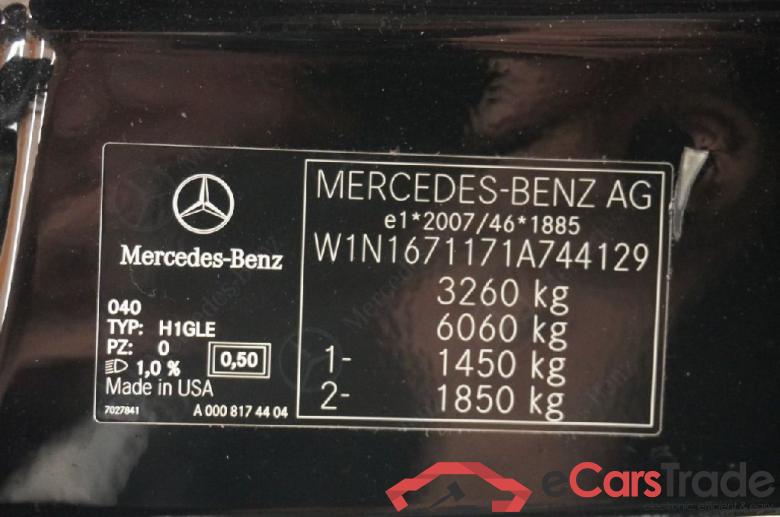 Mercedes-Benz
040
TYP: H1GLE
PZ: 0
1,0 %
0,50
Made in USA
7027841
A 000 817 44 04
MERCEDES-BENZ AG
e1*2007/46*1885
W1N1671171A744129
3260 kg
6060 kg
1- 1450 kg
2- 1850 kg
eCarsTrade